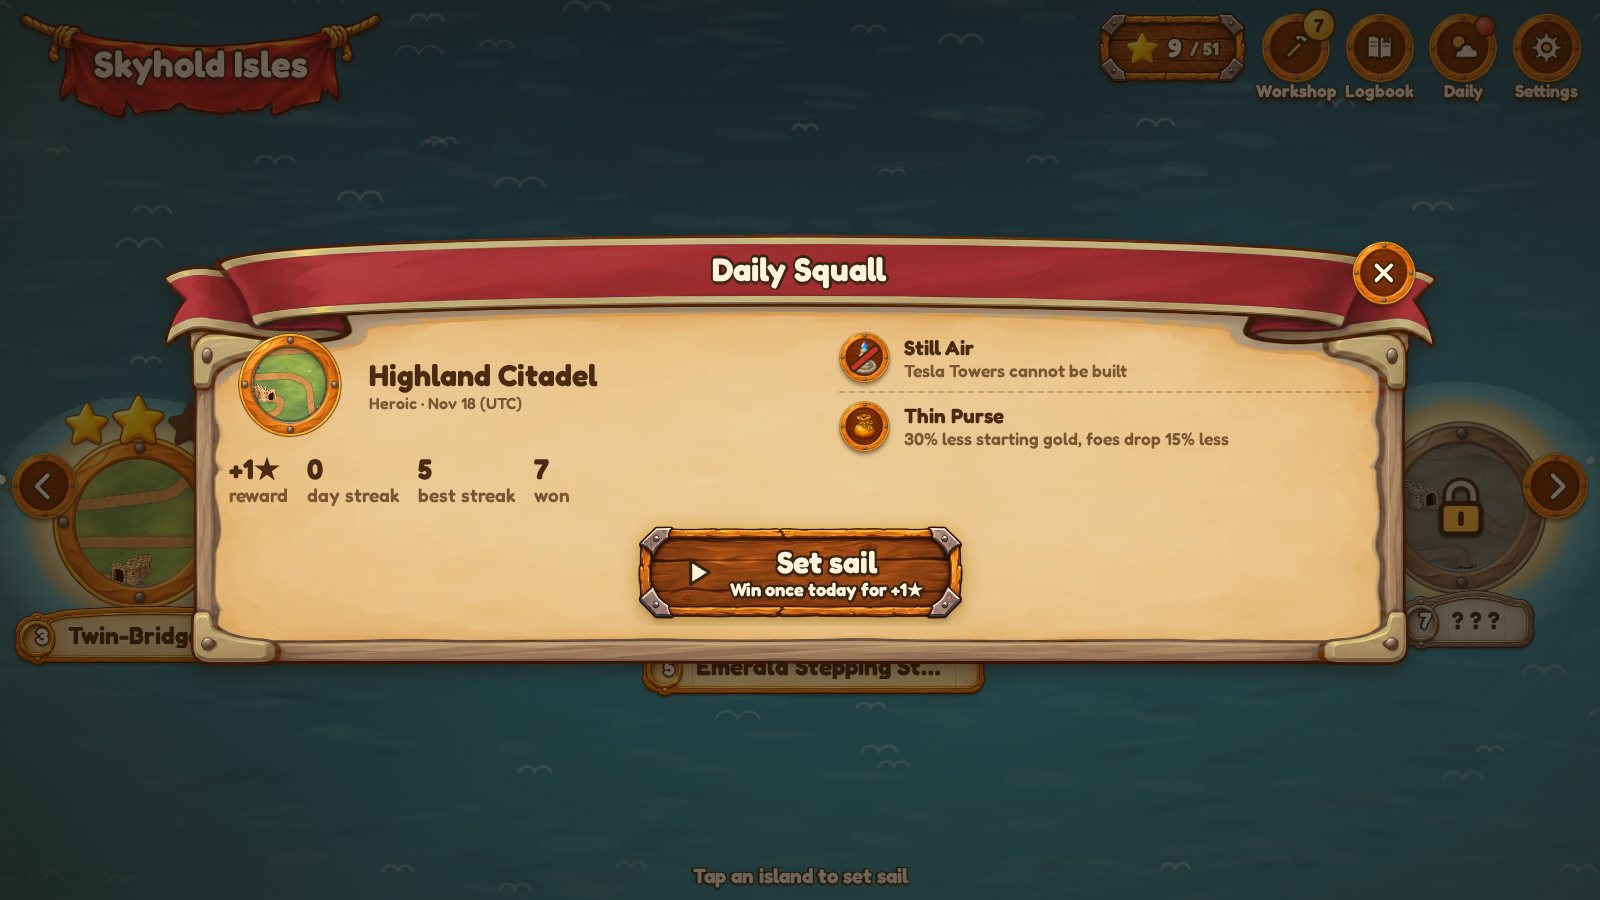 Skyhold Isles
9 / 51
7
Workshop
Logbook
Daily
Settings
Daily Squall
Highland Citadel
Heroic · Nov 18 (UTC)
+1★
reward
0
day streak
5
best streak
7
won
Still Air
Tesla Towers cannot be built
Thin Purse
30% less starting gold, foes drop 15% less
Set sail
Win once today for +1★
3 Twin-Bridg
5 Emerald Stepping St...
7 ? ? ?
Tap an island to set sail